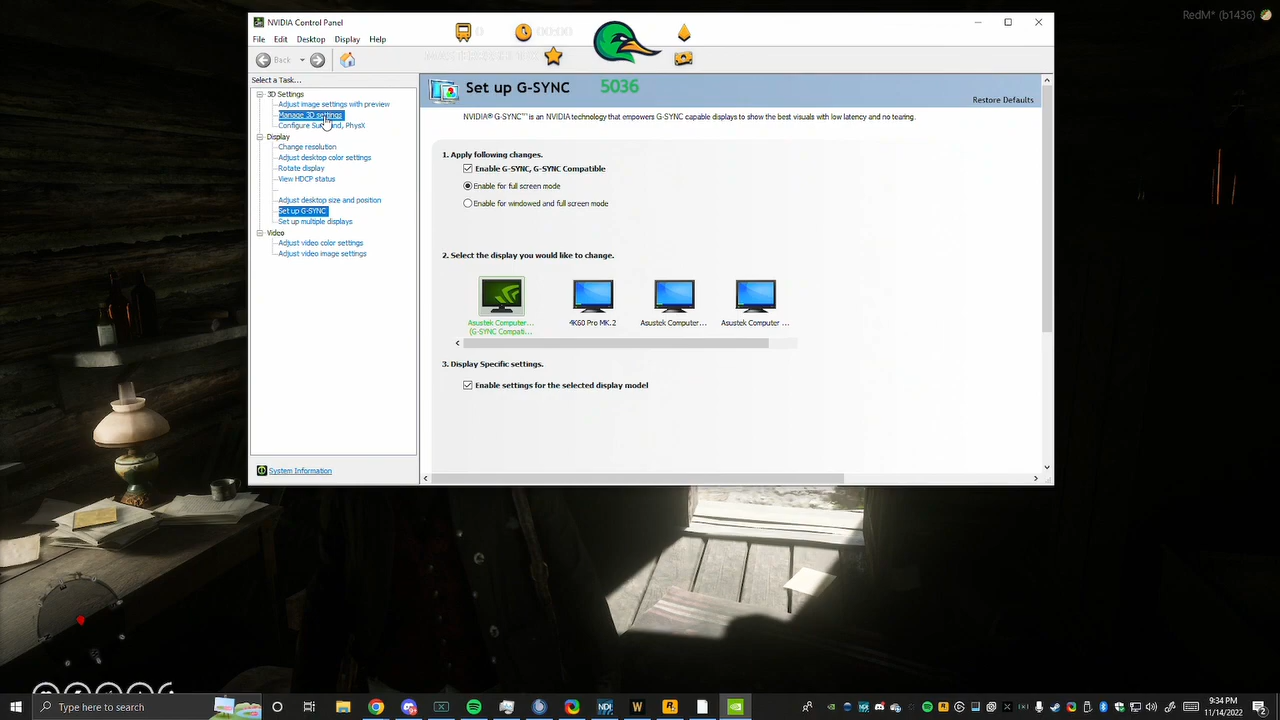 NVIDIA Control Panel
RedM* (b1436)
File Edit Desktop Display Help
0
00:00
Back
Select a Task...
3D Settings
Adjust image settings with preview
Manage 3D settings
Configure Surround, PhysX
Display
Change resolution
Adjust desktop color settings
Rotate display
View HDCP status
Adjust desktop size and position
Set up G-SYNC
Set up multiple displays
Video
Adjust video color settings
Adjust video image settings
System Information
Set up G-SYNC
5036
Restore Defaults
NVIDIA® G-SYNC™ is an NVIDIA technology that empowers G-SYNC capable displays to show the best visuals with low latency and no tearing.
1. Apply following changes.
Enable G-SYNC, G-SYNC Compatible
Enable for full screen mode
Enable for windowed and full screen mode
2. Select the display you would like to change.
Asustek Computer...
(G-SYNC Compati...
4K60 Pro MK.2
Asustek Computer...
Asustek Computer ...
3. Display Specific settings.
Enable settings for the selected display model
Type here to search
NDI
W
R
9:34 PM
11/14/2022